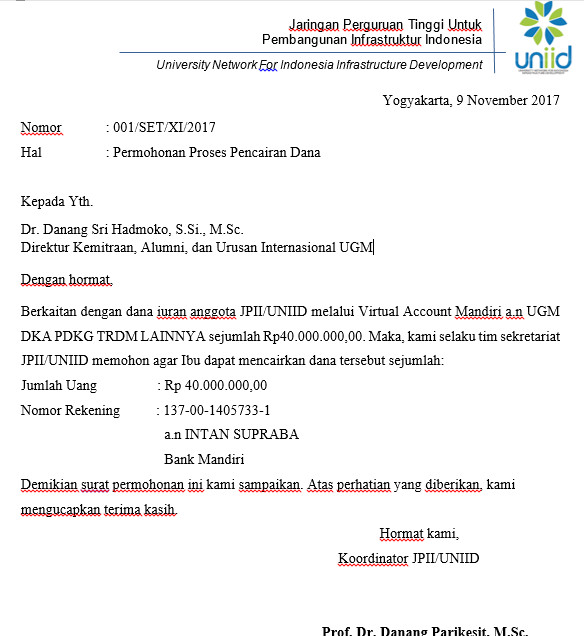 Jaringan Perguruan Tinggi Untuk
Pembangunan Infrastruktur Indonesia
University Network For Indonesia Infrastructure Development
uniid
Yogyakarta, 9 November 2017
Nomor : 001/SET/XI/2017
Hal : Permohonan Proses Pencairan Dana
Kepada Yth.
Dr. Danang Sri Hadmoko, S.Si., M.Sc.
Direktur Kemitraan, Alumni, dan Urusan Internasional UGM
Dengan hormat,
Berkaitan dengan dana iuran anggota JPII/UNIID melalui Virtual Account Mandiri a.n UGM
DKA PDKG TRDM LAINNYA sejumlah Rp40.000.000,00. Maka, kami selaku tim sekretariat
JPII/UNIID memohon agar Ibu dapat mencairkan dana tersebut sejumlah:
Jumlah Uang : Rp 40.000.000,00
Nomor Rekening : 137-00-1405733-1
a.n INTAN SUPRABA
Bank Mandiri
Demikian surat permohonan ini kami sampaikan. Atas perhatian yang diberikan, kami
mengucapkan terima kasih.
Hormat kami,
Koordinator JPII/UNIID
Prof. Dr. Danang Parikesit, M.Sc.